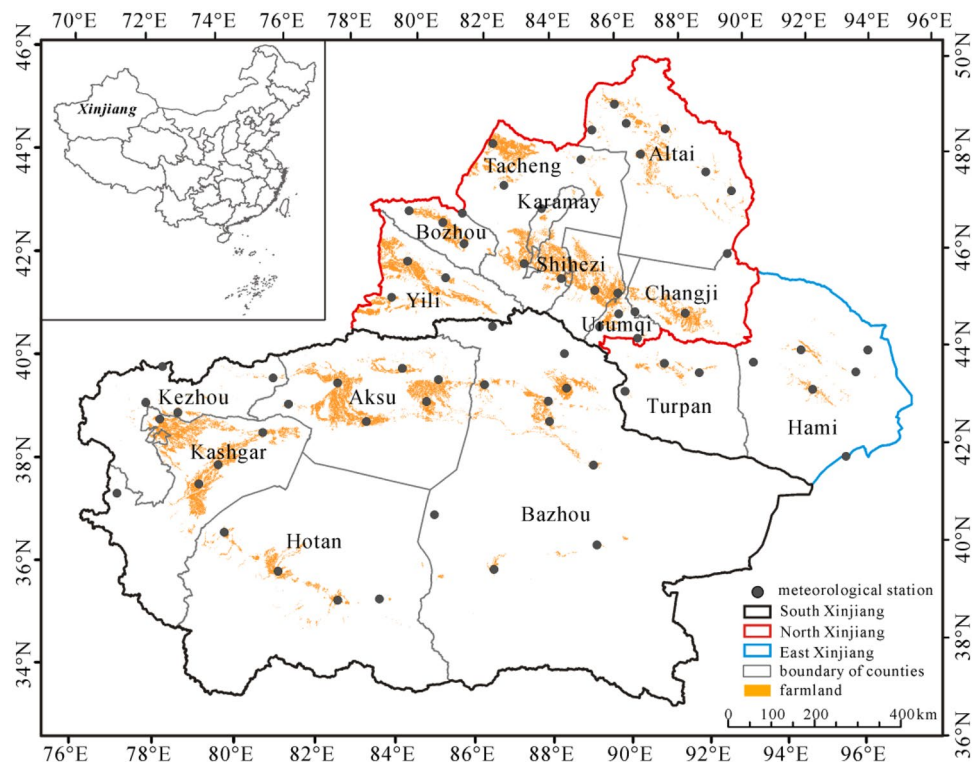 70°E 72°E 74°E 76°E 78°E 80°E 82°E 84°E 86°E 88°E 90°E 92°E 94°E 96°E
46°N
50°N
Xinjiang
44°N
48°N
Altai
Tacheng
Karamay
Bozhou
42°N
46°N
Shihezi
Yili
Changji
Urumqi
40°N
44°N
Kezhou
Aksu
Turpan
Hami
38°N
42°N
Kashgar
Bazhou
Hotan
36°N
40°N
meteorological station
South Xinjiang
North Xinjiang
East Xinjiang
boundary of counties
farmland
34°N
38°N
0 100 200 400 km
36°N
76°E 78°E 80°E 82°E 84°E 86°E 88°E 90°E 92°E 94°E 96°E